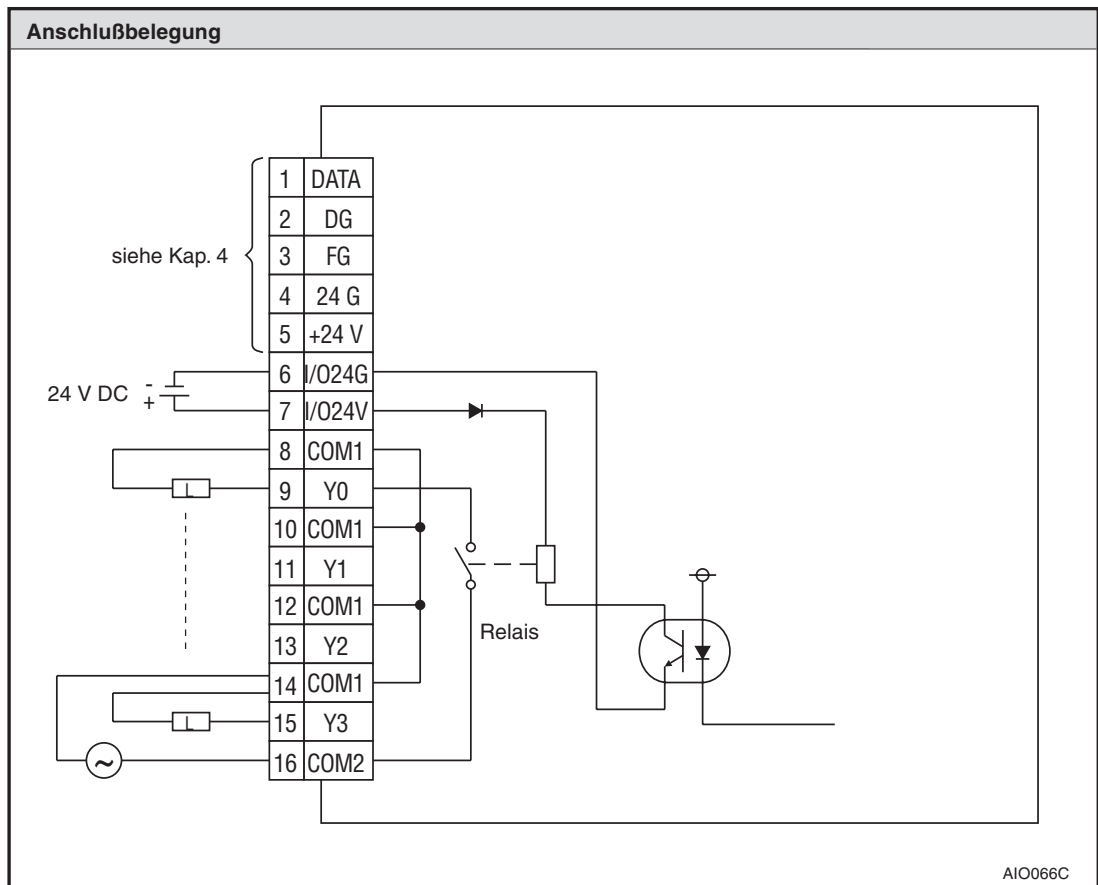 Anschlußbelegung
1 DATA
2 DG
siehe Kap. 4
3 FG
4 24 G
5 +24 V
6 I/O24G
24 V DC - +
7 I/O24V
8 COM1
L
9 Y0
10 COM1
11 Y1
12 COM1
Relais
13 Y2
14 COM1
L
15 Y3
~
16 COM2
AIO066C